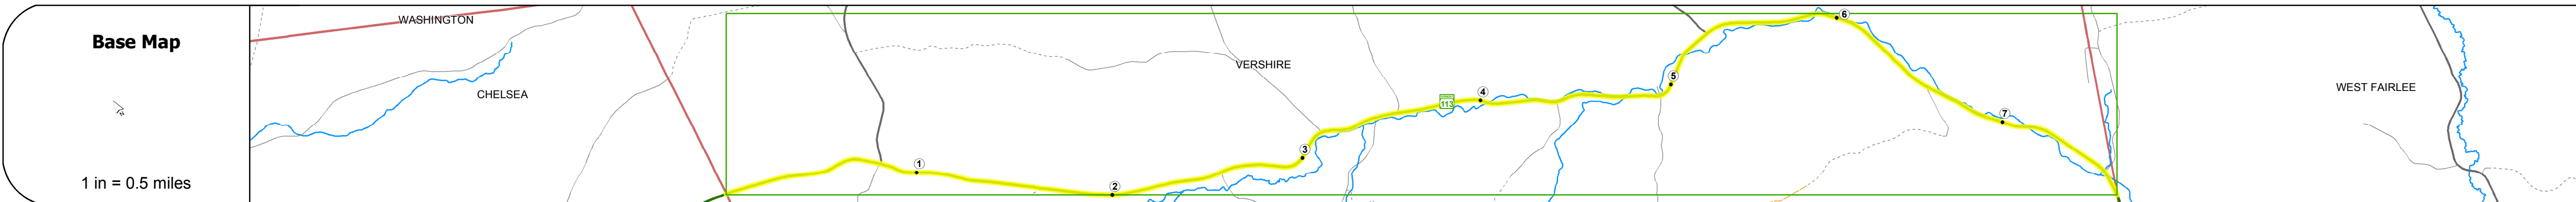 Base Map
1 in = 0.5 miles
WASHINGTON
CHELSEA
VERSHIRE
WEST FAIRLEE
113
1
2
3
4
5
6
7